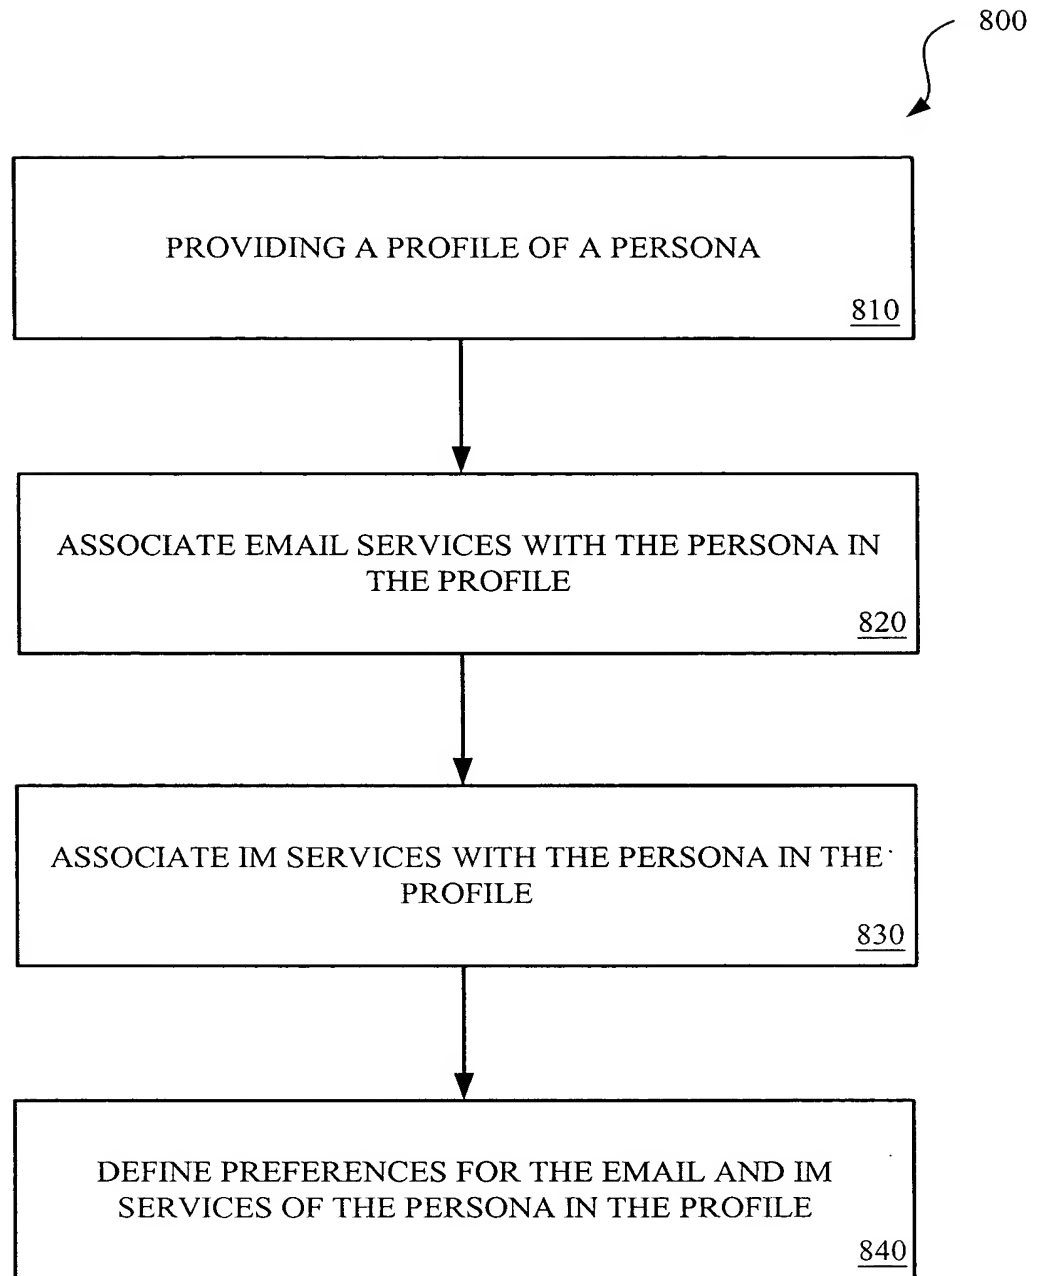 800
PROVIDING A PROFILE OF A PERSONA
810
ASSOCIATE EMAIL SERVICES WITH THE PERSONA IN
THE PROFILE
820
ASSOCIATE IM SERVICES WITH THE PERSONA IN THE
PROFILE
830
DEFINE PREFERENCES FOR THE EMAIL AND IM
SERVICES OF THE PERSONA IN THE PROFILE
840